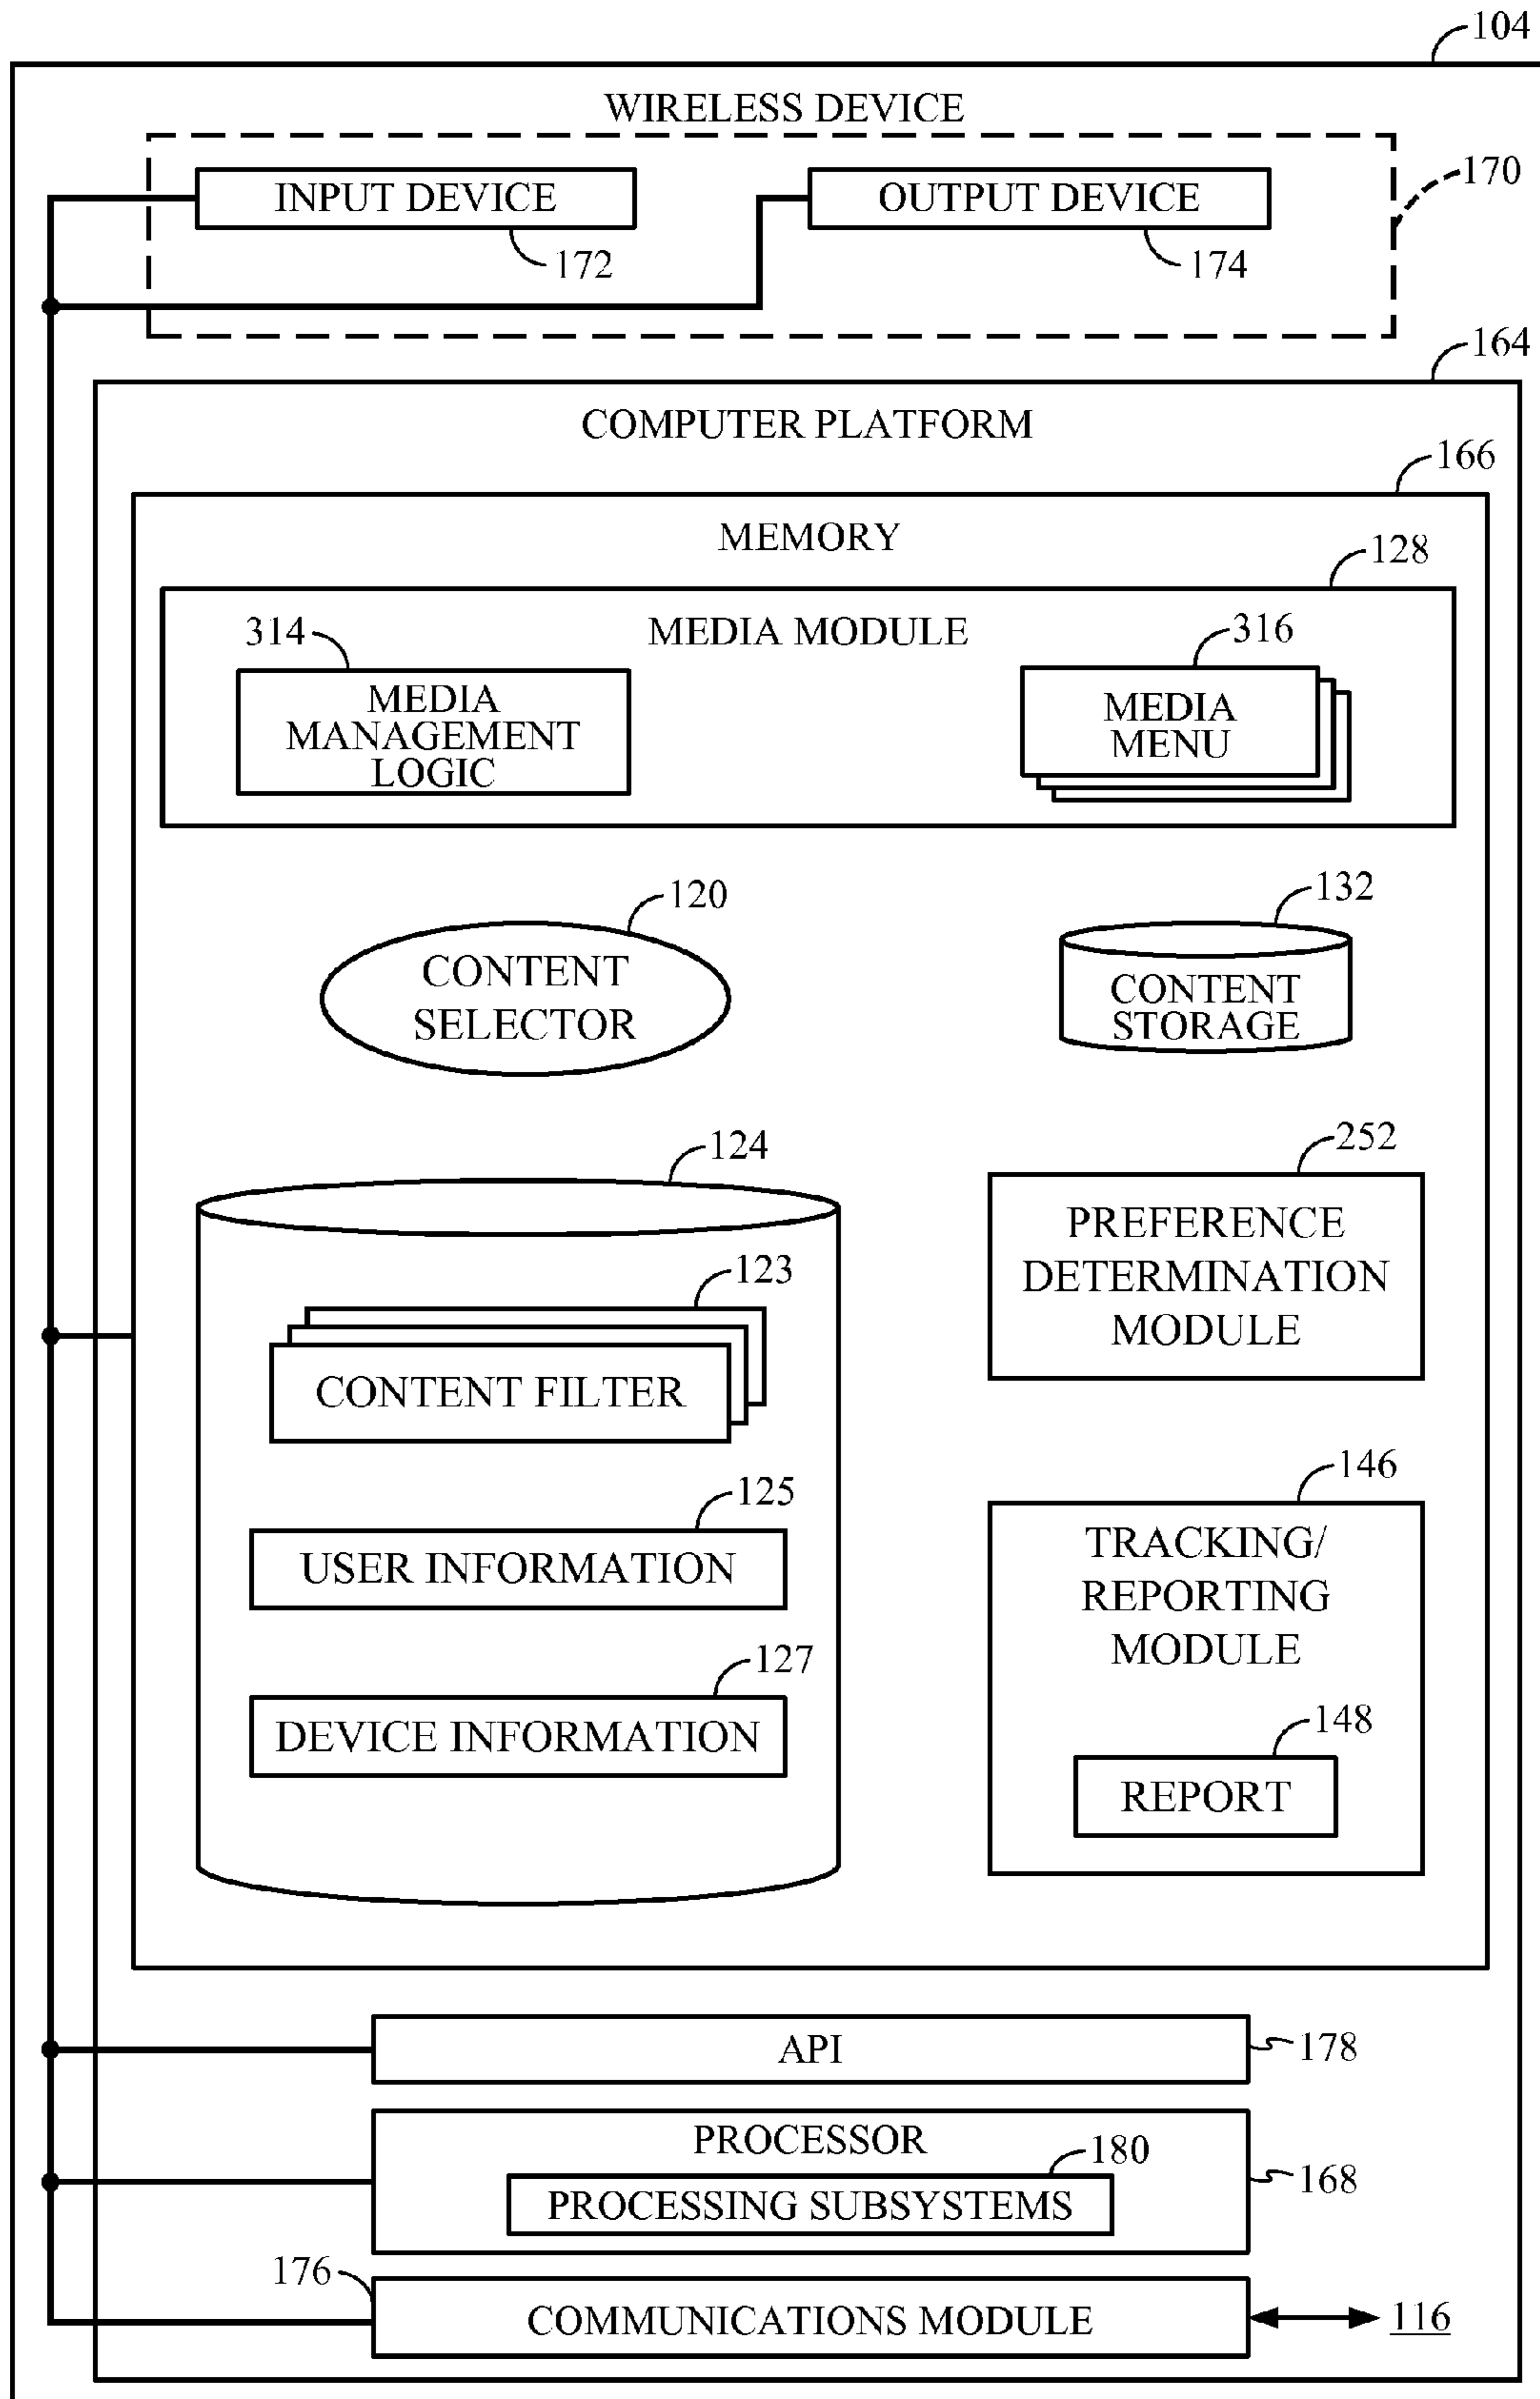 104
WIRELESS DEVICE
170
INPUT DEVICE
OUTPUT DEVICE
172
174
164
COMPUTER PLATFORM
166
MEMORY
128
314
MEDIA MODULE
316
MEDIA
MANAGEMENT
LOGIC
MEDIA
MENU
120
132
CONTENT
SELECTOR
CONTENT
STORAGE
124
252
PREFERENCE
DETERMINATION
MODULE
123
CONTENT FILTER
125
USER INFORMATION
146
TRACKING/
REPORTING
MODULE
127
DEVICE INFORMATION
148
REPORT
API
178
PROCESSOR
180
PROCESSING SUBSYSTEMS
168
176
COMMUNICATIONS MODULE
116